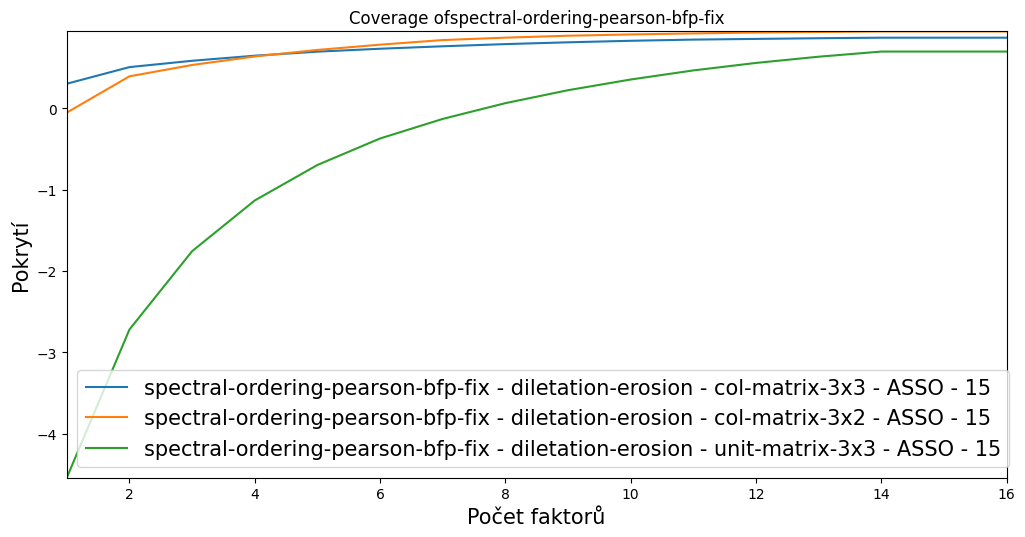 Coverage ofspectral-ordering-pearson-bfp-fix
Pokrytí
0
−1
−2
−3
−4
spectral-ordering-pearson-bfp-fix - diletation-erosion - col-matrix-3x3 - ASSO - 15
spectral-ordering-pearson-bfp-fix - diletation-erosion - col-matrix-3x2 - ASSO - 15
spectral-ordering-pearson-bfp-fix - diletation-erosion - unit-matrix-3x3 - ASSO - 15
2 4 6 8 10 12 14 16
Počet faktorů